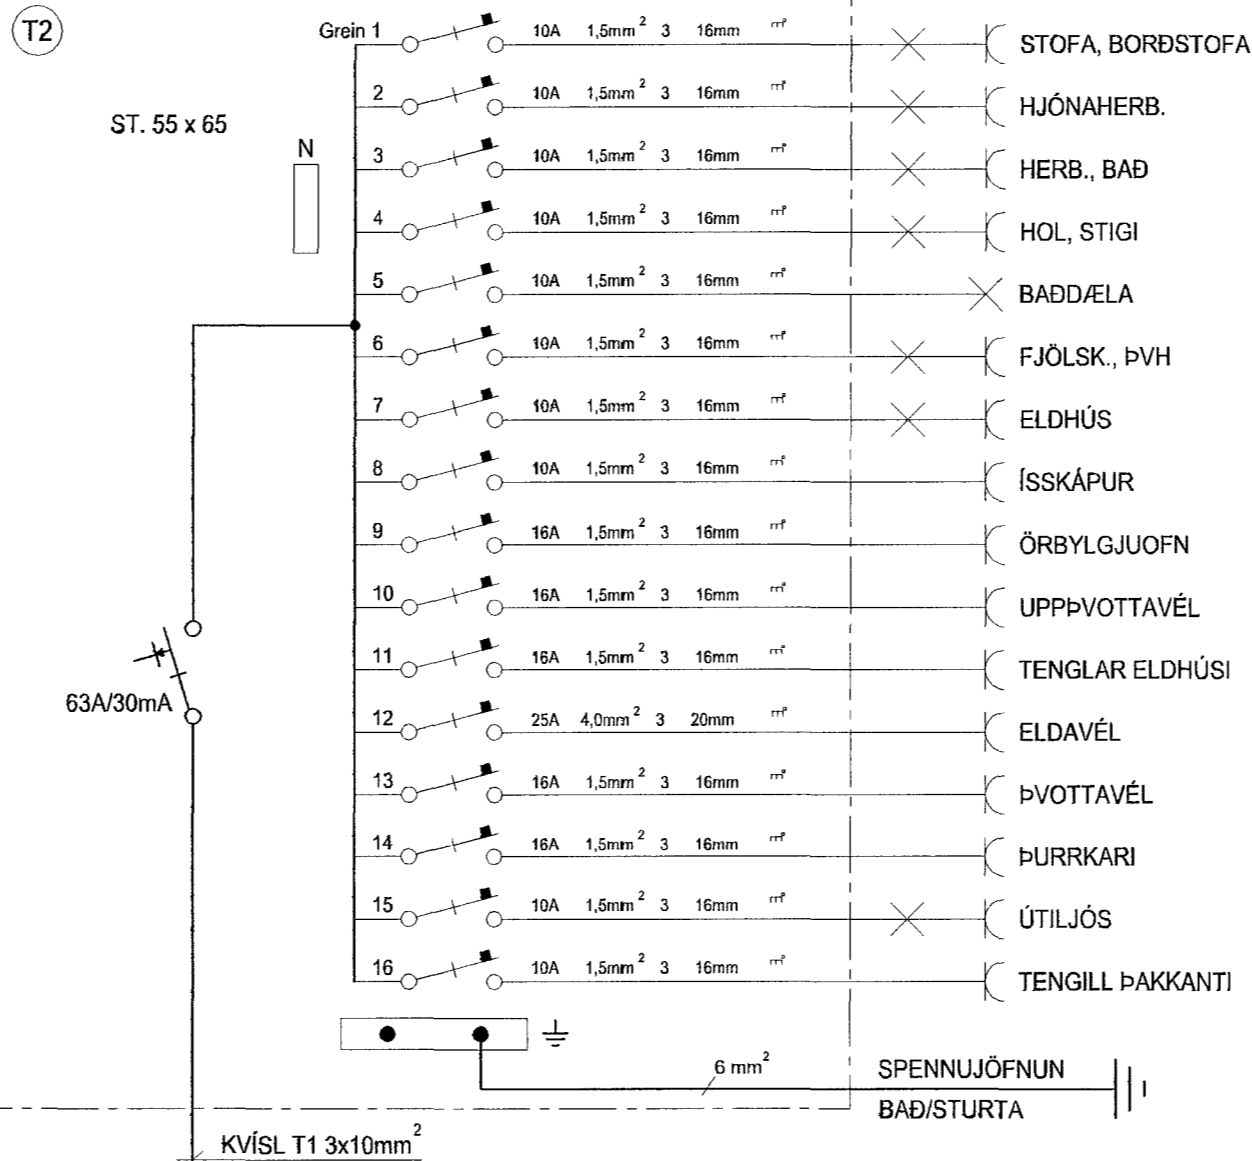 T2
Grein 1 10A 1,5mm² 3 16mm STOFA, BORÐSTOFA
2 10A 1,5mm² 3 16mm HJÓNAHERB.
ST. 55 x 65
N
3 10A 1,5mm² 3 16mm HERB., BAÐ
4 10A 1,5mm² 3 16mm HOL, STIGI
5 10A 1,5mm² 3 16mm BAÐDÆLA
6 10A 1,5mm² 3 16mm FJÖLSK., ÞVH
7 10A 1,5mm² 3 16mm ELDHÚS
8 10A 1,5mm² 3 16mm ÍSSKÁPUR
9 16A 1,5mm² 3 16mm ÖRBYLGJUOFN
10 16A 1,5mm² 3 16mm UPPÞVOTTAVÉL
11 16A 1,5mm² 3 16mm TENGLAR ELDHÚSI
63A/30mA
12 25A 4,0mm² 3 20mm ELDAVÉL
13 16A 1,5mm² 3 16mm ÞVOTTAVÉL
14 16A 1,5mm² 3 16mm ÞURRKARI
15 10A 1,5mm² 3 16mm ÚTILJÓS
16 10A 1,5mm² 3 16mm TENGILL ÞAKKANTI
6 mm² SPENNUJÖFNUN
BAÐ/STURTA
KVÍSL T1 3x10mm²